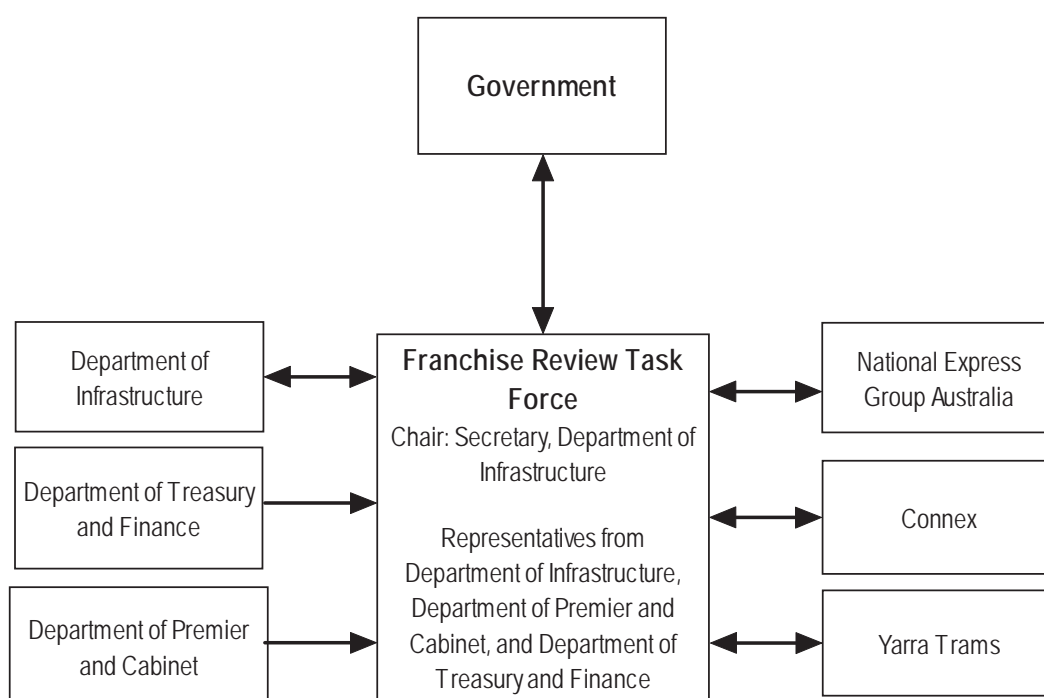 Government
Department of
Infrastructure
Department of Treasury
and Finance
Department of Premier
and Cabinet
Franchise Review Task
Force
Chair: Secretary, Department of
Infrastructure
Representatives from
Department of Infrastructure,
Department of Premier and
Cabinet, and Department of
Treasury and Finance
National Express
Group Australia
Connex
Yarra Trams